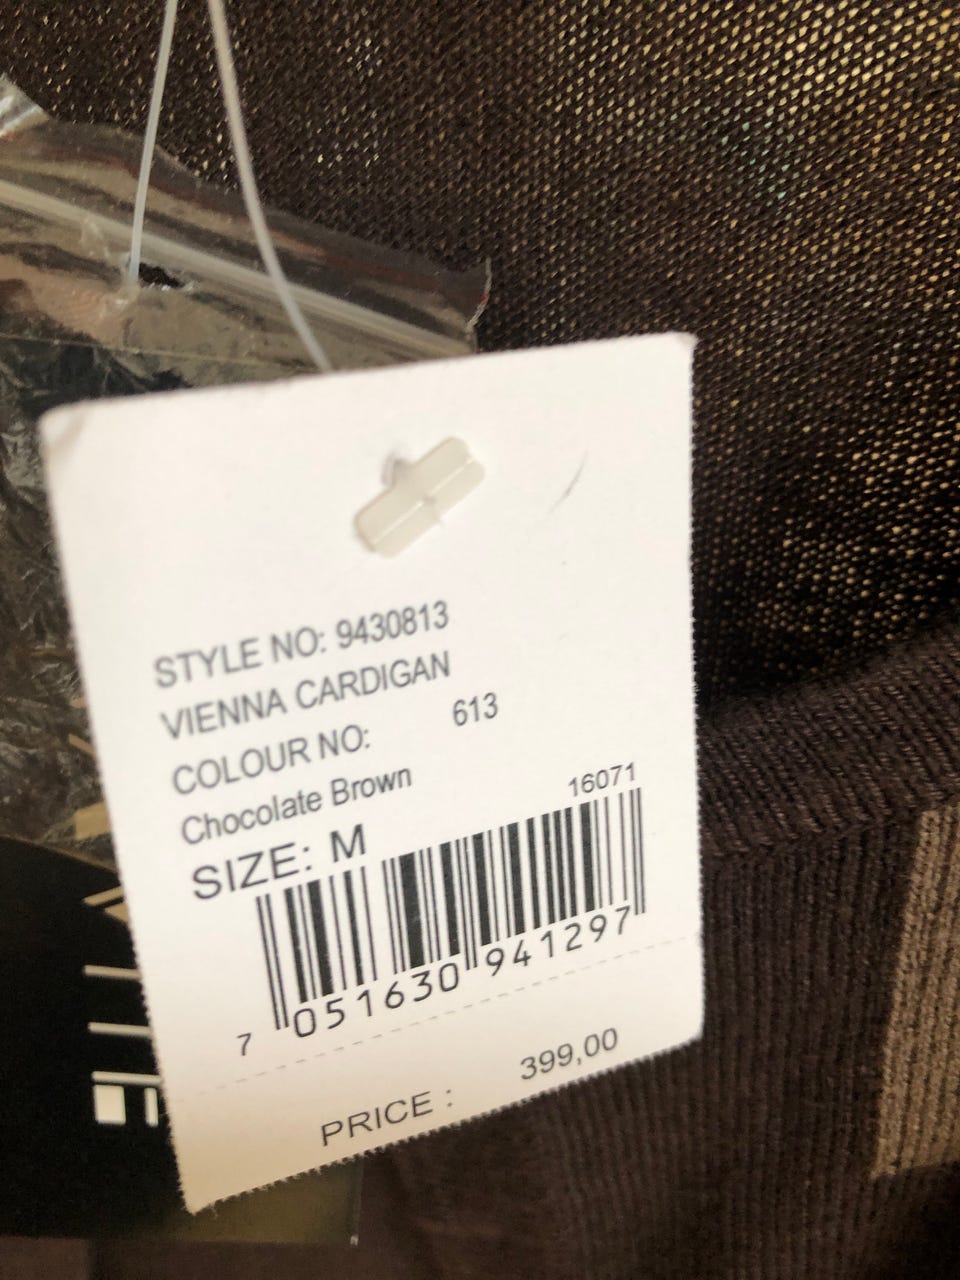 STYLE NO: 9430813
VIENNA CARDIGAN
COLOUR NO: 613
Chocolate Brown
16071
SIZE: M
7 051630 941297
PRICE : 399,00